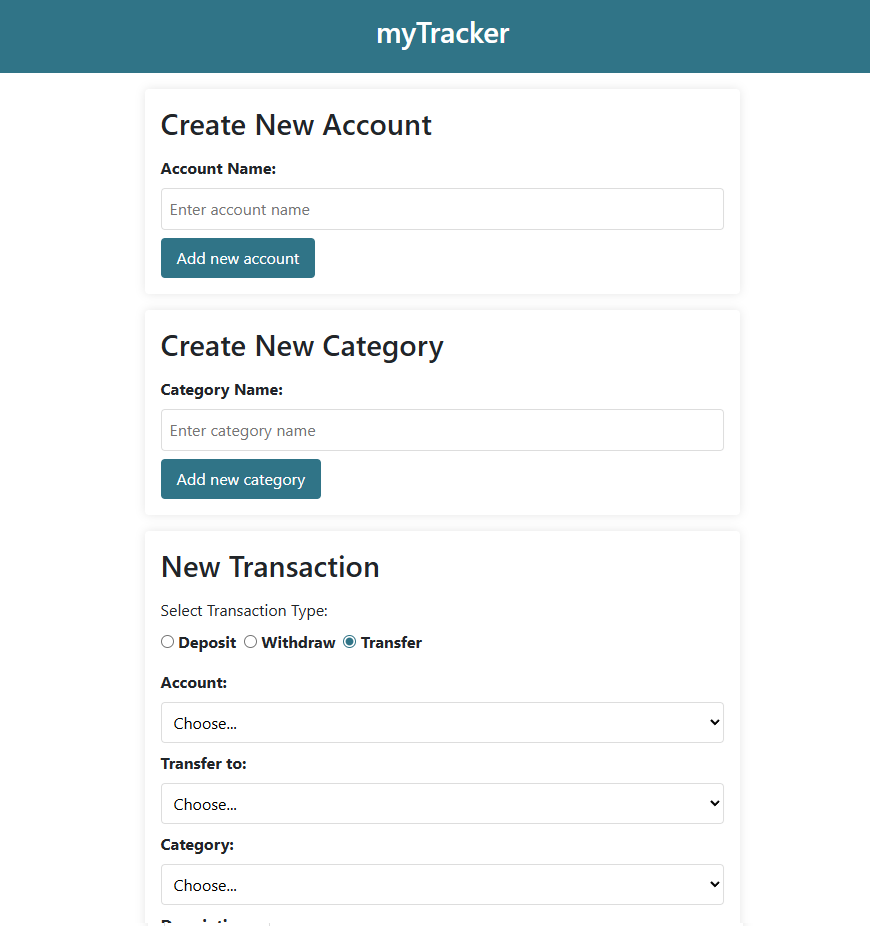 myTracker
Create New Account
Account Name:
Enter account name
Add new account
Create New Category
Category Name:
Enter category name
Add new category
New Transaction
Select Transaction Type:
Deposit Withdraw Transfer
Account:
Choose...
Transfer to:
Choose...
Category:
Choose...